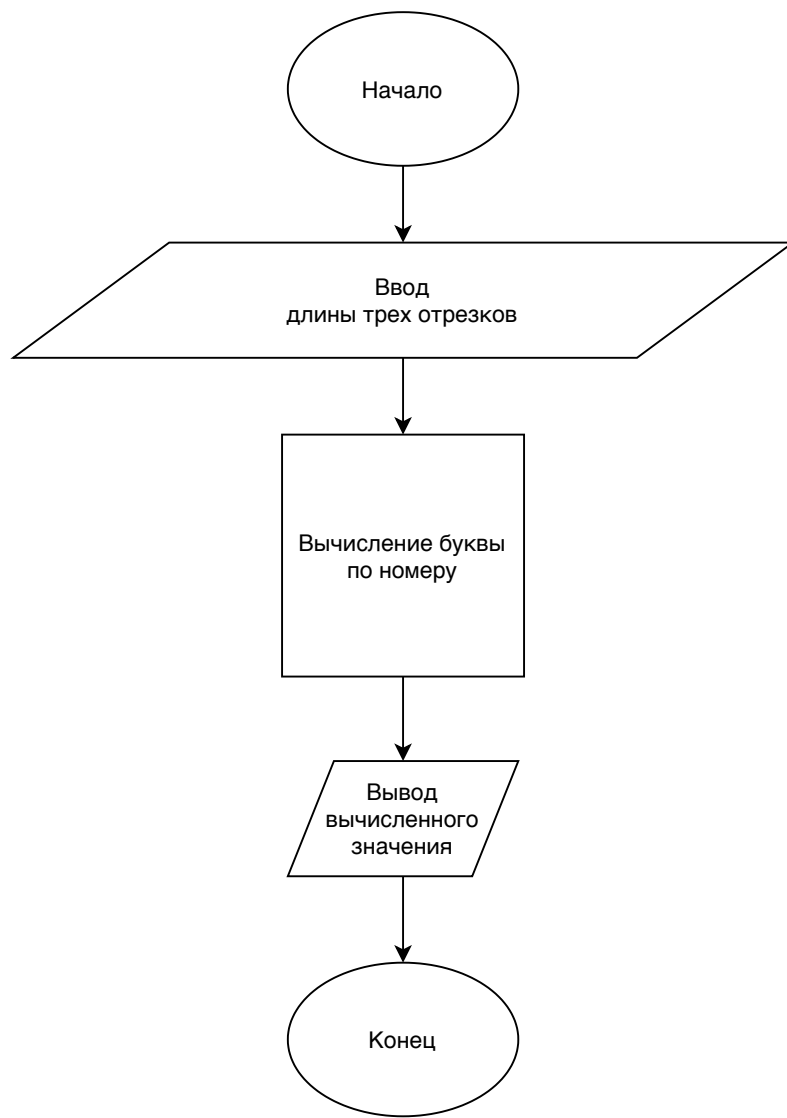 Начало
Ввод
длины трех отрезков
Вычисление буквы
по номеру
Вывод
вычисленного
значения
Конец